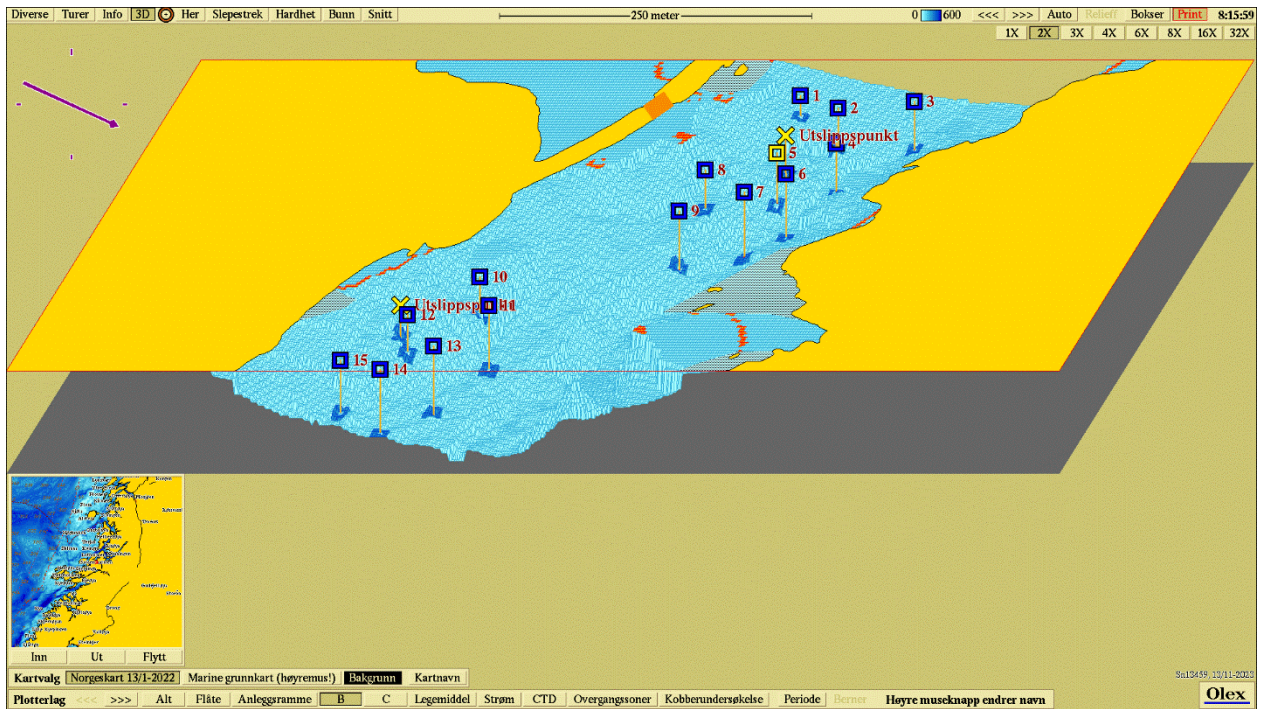 Diverse Turer Info 3D Her Slepestrek Hardhet Bunn Snitt 250 meter 0 600 <<< >>> Auto Relieff Bokser Print 8:15:59
1X 2X 3X 4X 6X 8X 16X 32X
1
2
3
Utslippspunkt
4
5
6
8
7
9
10
Utslippspunkt
11
12
13
15
14
Inn Ut Flytt
Kartvalg Norgeskart 13/1-2022 Marine grunnkart (høyremus!) Bakgrunn Kartnavn
Sn13459 13/11-2023
Plotterlag <<< >>> Alt Flåte Anleggsramme B C Legemiddel Strøm CTD Overgangssoner Kobberundersøkelse Periode Berner Høyre museknapp endrer navn
Olex